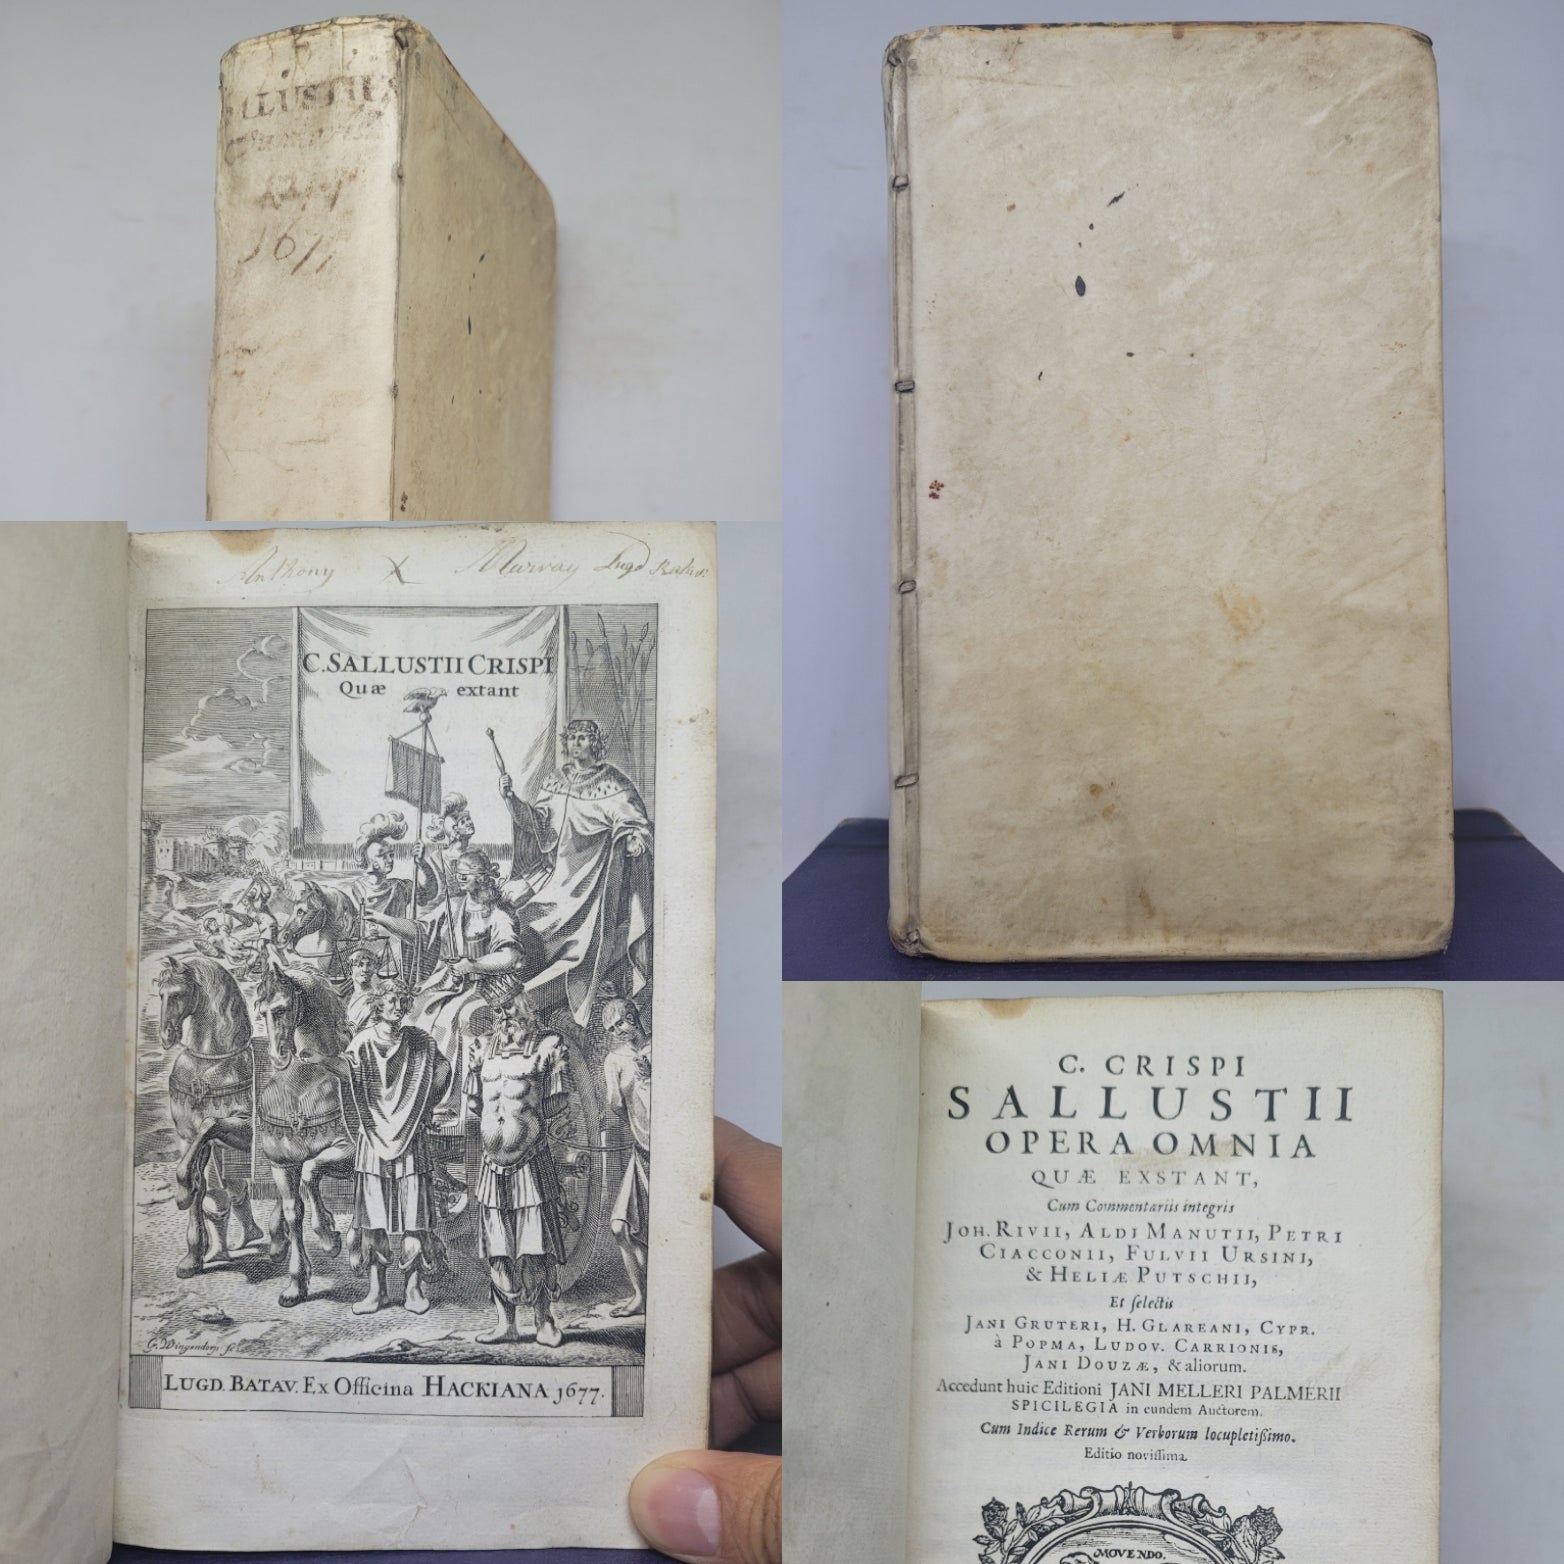 SALLUSTII
1677
Anthony X Murray Lugd
C. SALLUSTII CRISPI
Quæ extant
G. Wingendorp fc
LUGD. BATAV. Ex Officina HACKIANA 1677.
C. CRISPI
SALLUSTII
OPERA OMNIA
QUÆ EXSTANT,
Cum Commentariis integris
JOH. RIVII, ALDI MANUTII, PETRI
CIACCONII, FULVII URSINI,
& HELIÆ PUTSCHII,
Et ſelectis
JANI GRUTERI, H. GLAREANI, CYPR.
à POPMA, LUDOV. CARRIONIS,
JANI DOUZÆ, & aliorum.
Accedunt huic Editioni JANI MELLERI PALMERII
SPICILEGIA in eundem Auctorem.
Cum Indice Rerum & Verborum locupletiſſimo.
Editio noviſſima
MOVENDO.